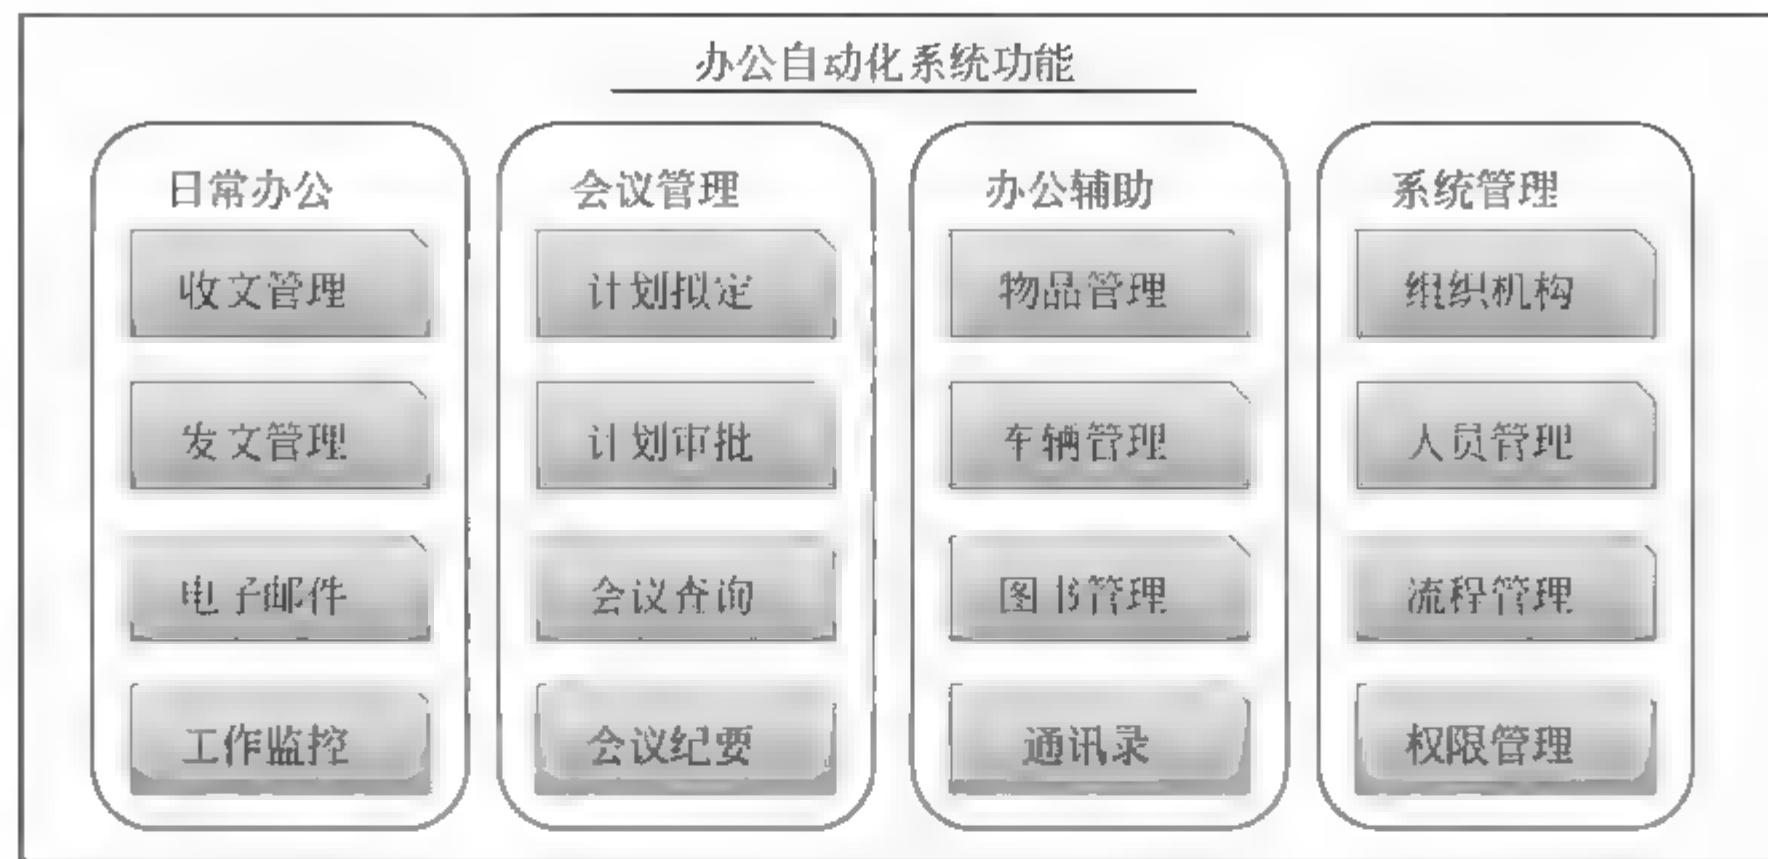 办公自动化系统功能
日常办公
收文管理
发文管理
电子邮件
工作监控
会议管理
计划拟定
计划审批
会议查询
会议纪要
办公辅助
物品管理
车辆管理
图书管理
通讯录
系统管理
组织机构
人员管理
流程管理
权限管理